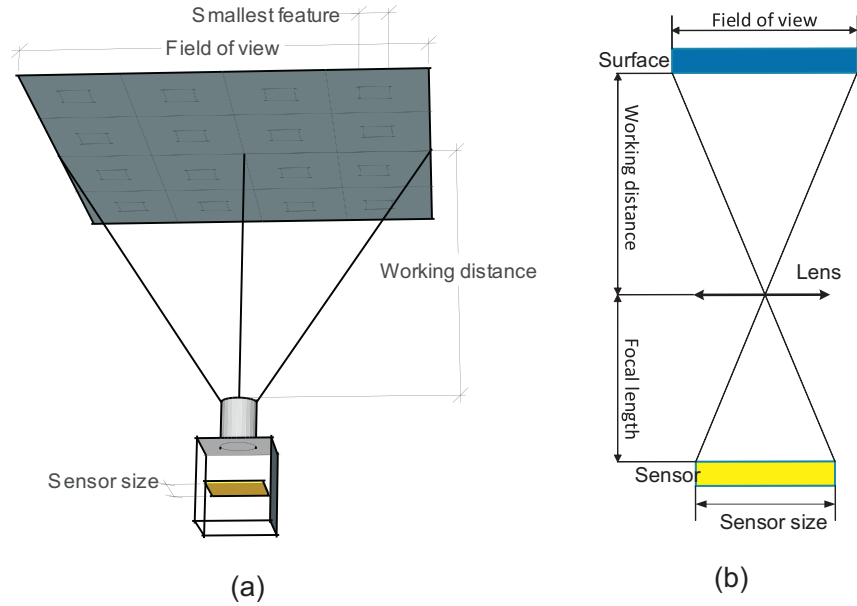 Smallest feature
Field of view
Working distance
Sensor size
(a)
Field of view
Surface
Working distance
Lens
Focal length
Sensor
Sensor size
(b)